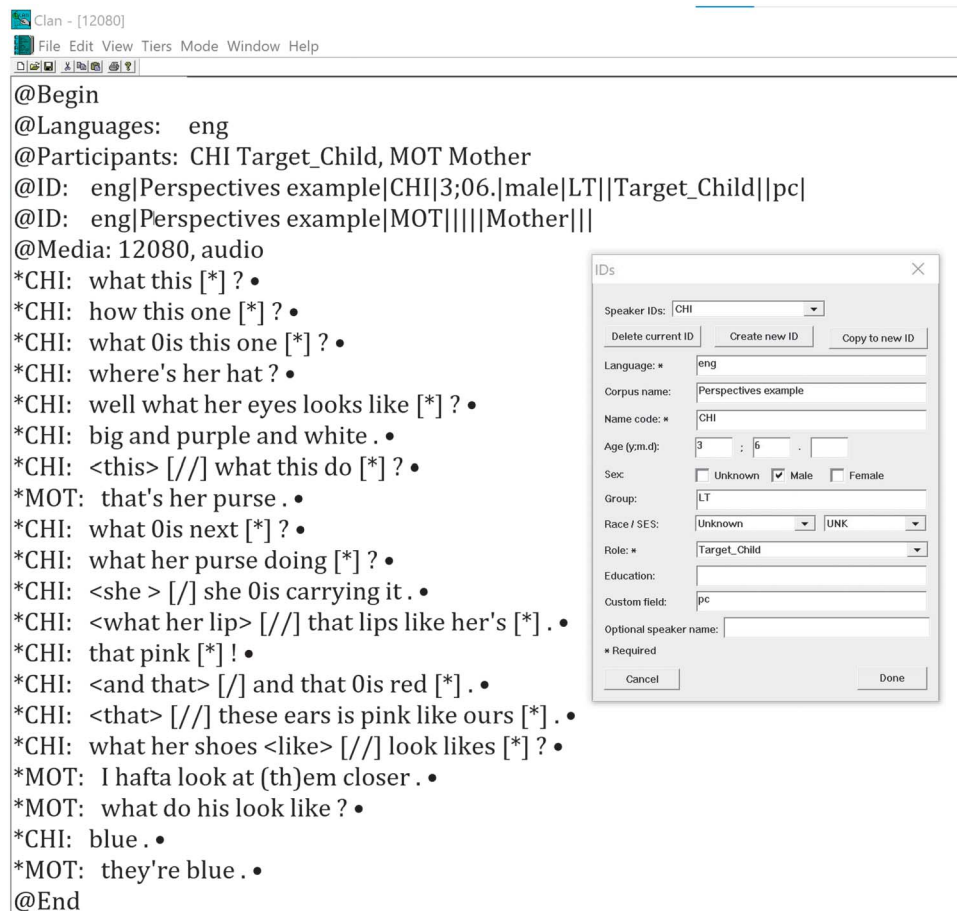 Clan - [12080]
File Edit View Tiers Mode Window Help
@Begin
@Languages: eng
@Participants: CHI Target_Child, MOT Mother
@ID: eng|Perspectives example|CHI|3;06.|male|LT||Target_Child||pc|
@ID: eng|Perspectives example|MOT|||||Mother|||
@Media: 12080, audio
*CHI: what this [*] ? •
*CHI: how this one [*] ? •
*CHI: what 0is this one [*] ? •
*CHI: where's her hat ? •
*CHI: well what her eyes looks like [*] ? •
*CHI: big and purple and white . •
*CHI: <this> [//] what this do [*] ? •
*MOT: that's her purse . •
*CHI: what 0is next [*] ? •
*CHI: what her purse doing [*] ? •
*CHI: <she > [/] she 0is carrying it . •
*CHI: <what her lip> [//] that lips like her's [*] . •
*CHI: that pink [*] ! •
*CHI: <and that> [/] and that 0is red [*] . •
*CHI: <that> [//] these ears is pink like ours [*] . •
*CHI: what her shoes <like> [//] look likes [*] ? •
*MOT: I hafta look at (th)em closer . •
*MOT: what do his look like ? •
*CHI: blue . •
*MOT: they're blue . •
@End
IDs
Speaker IDs: CHI
Delete current ID Create new ID Copy to new ID
Language: * eng
Corpus name: Perspectives example
Name code: * CHI
Age (y;m.d): 3 ; 6 .
Sex: Unknown Male Female
Group: LT
Race / SES: Unknown UNK
Role: * Target_Child
Education:
Custom field: pc
Optional speaker name:
* Required
Cancel Done